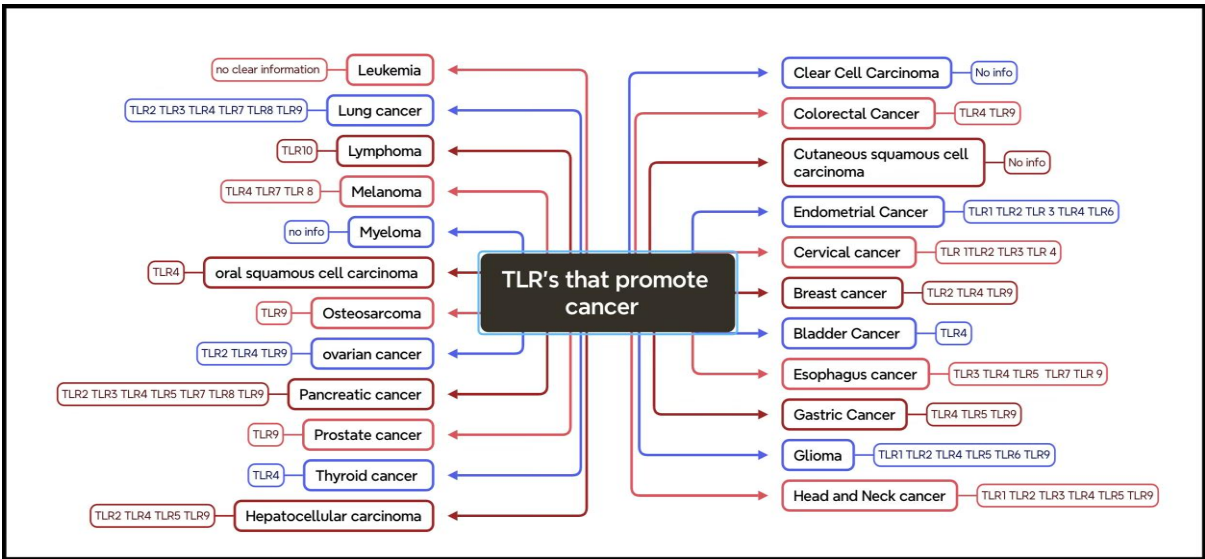 TLR's that promote
cancer
no clear information
Leukemia
TLR2 TLR3 TLR4 TLR7 TLR8 TLR9
Lung cancer
TLR10
Lymphoma
TLR4 TLR7 TLR 8
Melanoma
no info
Myeloma
TLR4
oral squamous cell carcinoma
TLR9
Osteosarcoma
TLR2 TLR4 TLR9
ovarian cancer
TLR2 TLR3 TLR4 TLR5 TLR7 TLR8 TLR9
Pancreatic cancer
TLR9
Prostate cancer
TLR4
Thyroid cancer
TLR2 TLR4 TLR5 TLR9
Hepatocellular carcinoma
Clear Cell Carcinoma
No info
Colorectal Cancer
TLR4 TLR9
Cutaneous squamous cell
carcinoma
No info
Endometrial Cancer
TLR1 TLR2 TLR 3 TLR4 TLR6
Cervical cancer
TLR 1TLR2 TLR3 TLR 4
Breast cancer
TLR2 TLR4 TLR9
Bladder Cancer
TLR4
Esophagus cancer
TLR3 TLR4 TLR5 TLR7 TLR 9
Gastric Cancer
TLR4 TLR5 TLR9
Glioma
TLR1 TLR2 TLR4 TLR5 TLR6 TLR9
Head and Neck cancer
TLR1 TLR2 TLR3 TLR4 TLR5 TLR9